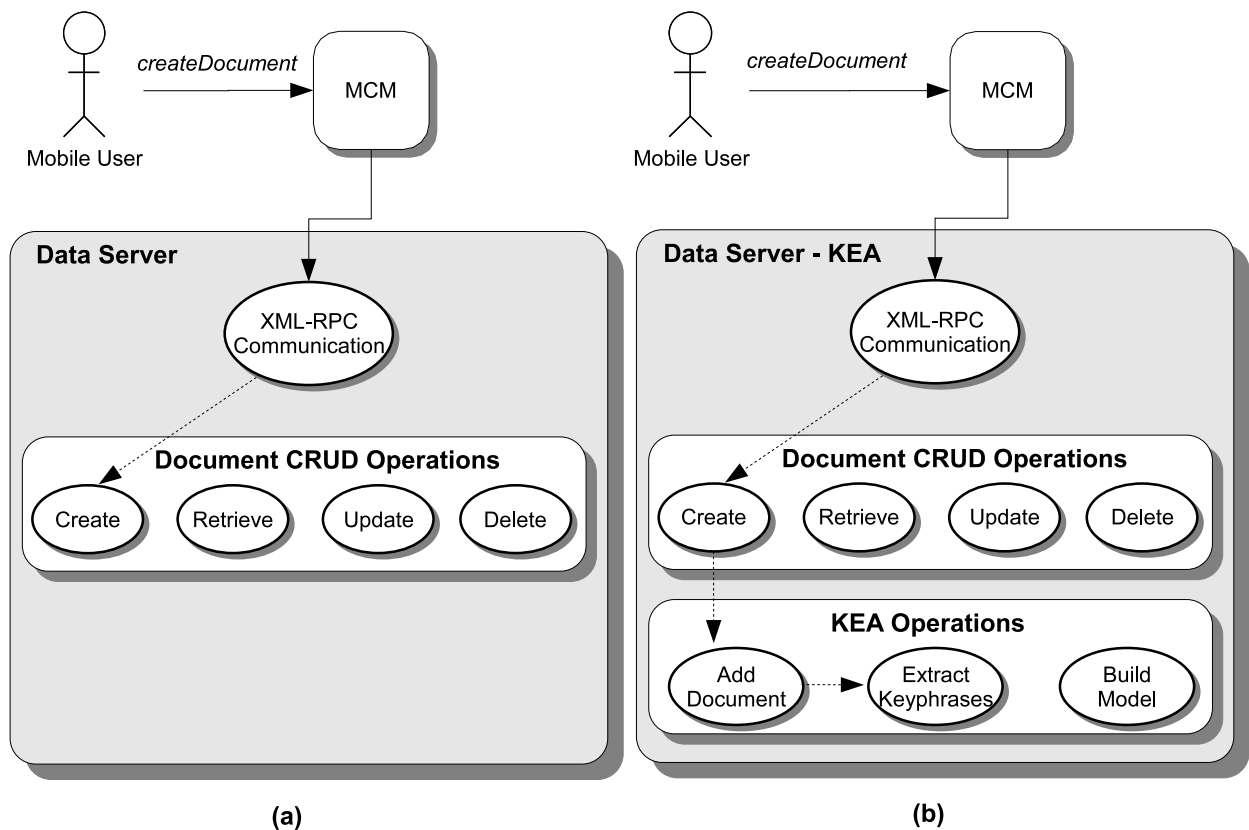 createDocument
MCM
Mobile User
Data Server
XML-RPC
Communication
Document CRUD Operations
Create
Retrieve
Update
Delete
(a)
createDocument
MCM
Mobile User
Data Server - KEA
XML-RPC
Communication
Document CRUD Operations
Create
Retrieve
Update
Delete
KEA Operations
Add
Document
Extract
Keyphrases
Build
Model
(b)